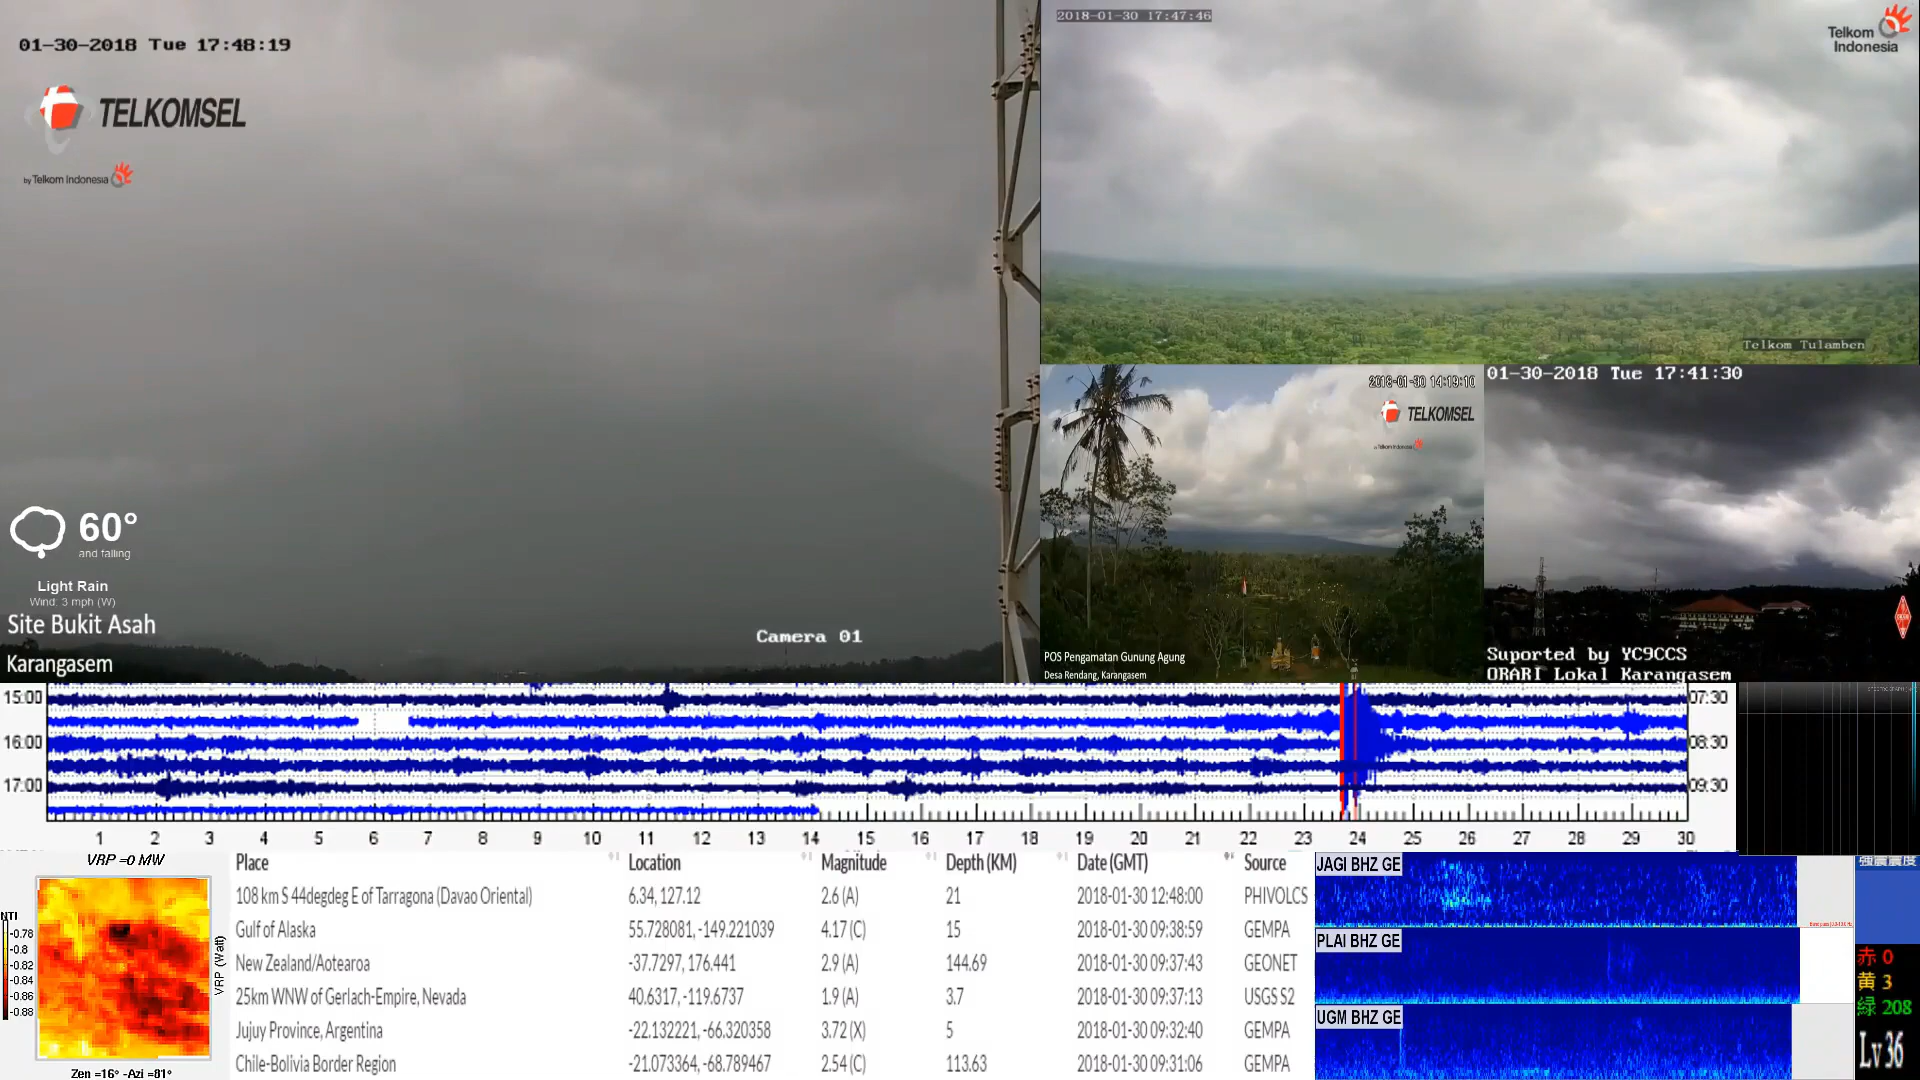 01-30-2018 Tue 17:48:19
TELKOMSEL
by Telkom Indonesia
60°
and falling
Light Rain
Wind: 3 mph (W)
Site Bukit Asah
Karangasem
Camera 01
2018-01-30 17:47:46
Telkom
Indonesia
Telkom Tulamben
2018-01-30 14:19:10
TELKOMSEL
by Telkom Indonesia
POS Pengamatan Gunung Agung
Desa Rendang, Karangasem
01-30-2018 Tue 17:41:30
Suported by YC9CCS
ORARI Lokal Karangasem
15:00 07:30
16:00 08:30
17:00 09:30
1 2 3 4 5 6 7 8 9 10 11 12 13 14 15 16 17 18 19 20 21 22 23 24 25 26 27 28 29 30
VRP =0 MW
NTI
-0.78
-0.8
-0.82
-0.84
-0.86
-0.88
VRP (Watt)
Zen =16° -Azi =81°
Place Location Magnitude Depth (KM) Date (GMT) Source
108 km S 44degdeg E of Tarragona (Davao Oriental) 6.34, 127.12 2.6 (A) 21 2018-01-30 12:48:00 PHIVOLCS
Gulf of Alaska 55.728081, -149.221039 4.17 (C) 15 2018-01-30 09:38:59 GEMPA
New Zealand/Aotearoa -37.7297, 176.441 2.9 (A) 144.69 2018-01-30 09:37:43 GEONET
25km WNW of Gerlach-Empire, Nevada 40.6317, -119.6737 1.9 (A) 3.7 2018-01-30 09:37:13 USGS S2
Jujuy Province, Argentina -22.132221, -66.320358 3.72 (X) 5 2018-01-30 09:32:40 GEMPA
Chile-Bolivia Border Region -21.073364, -68.789467 2.54 (C) 113.63 2018-01-30 09:31:06 GEMPA
JAGI BHZ GE
PLAI BHZ GE
UGM BHZ GE
強震震度
赤 0
黄 3
緑 208
Lv 36